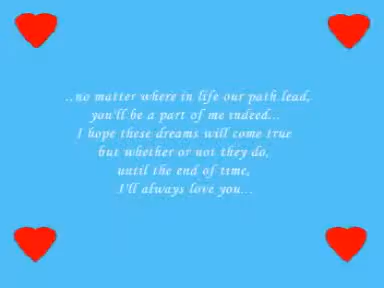 ..no matter where in life our path lead,
you'll be a part of me indeed...
I hope these dreams will come true
but whether or not they do,
until the end of time,
I'll always love you...